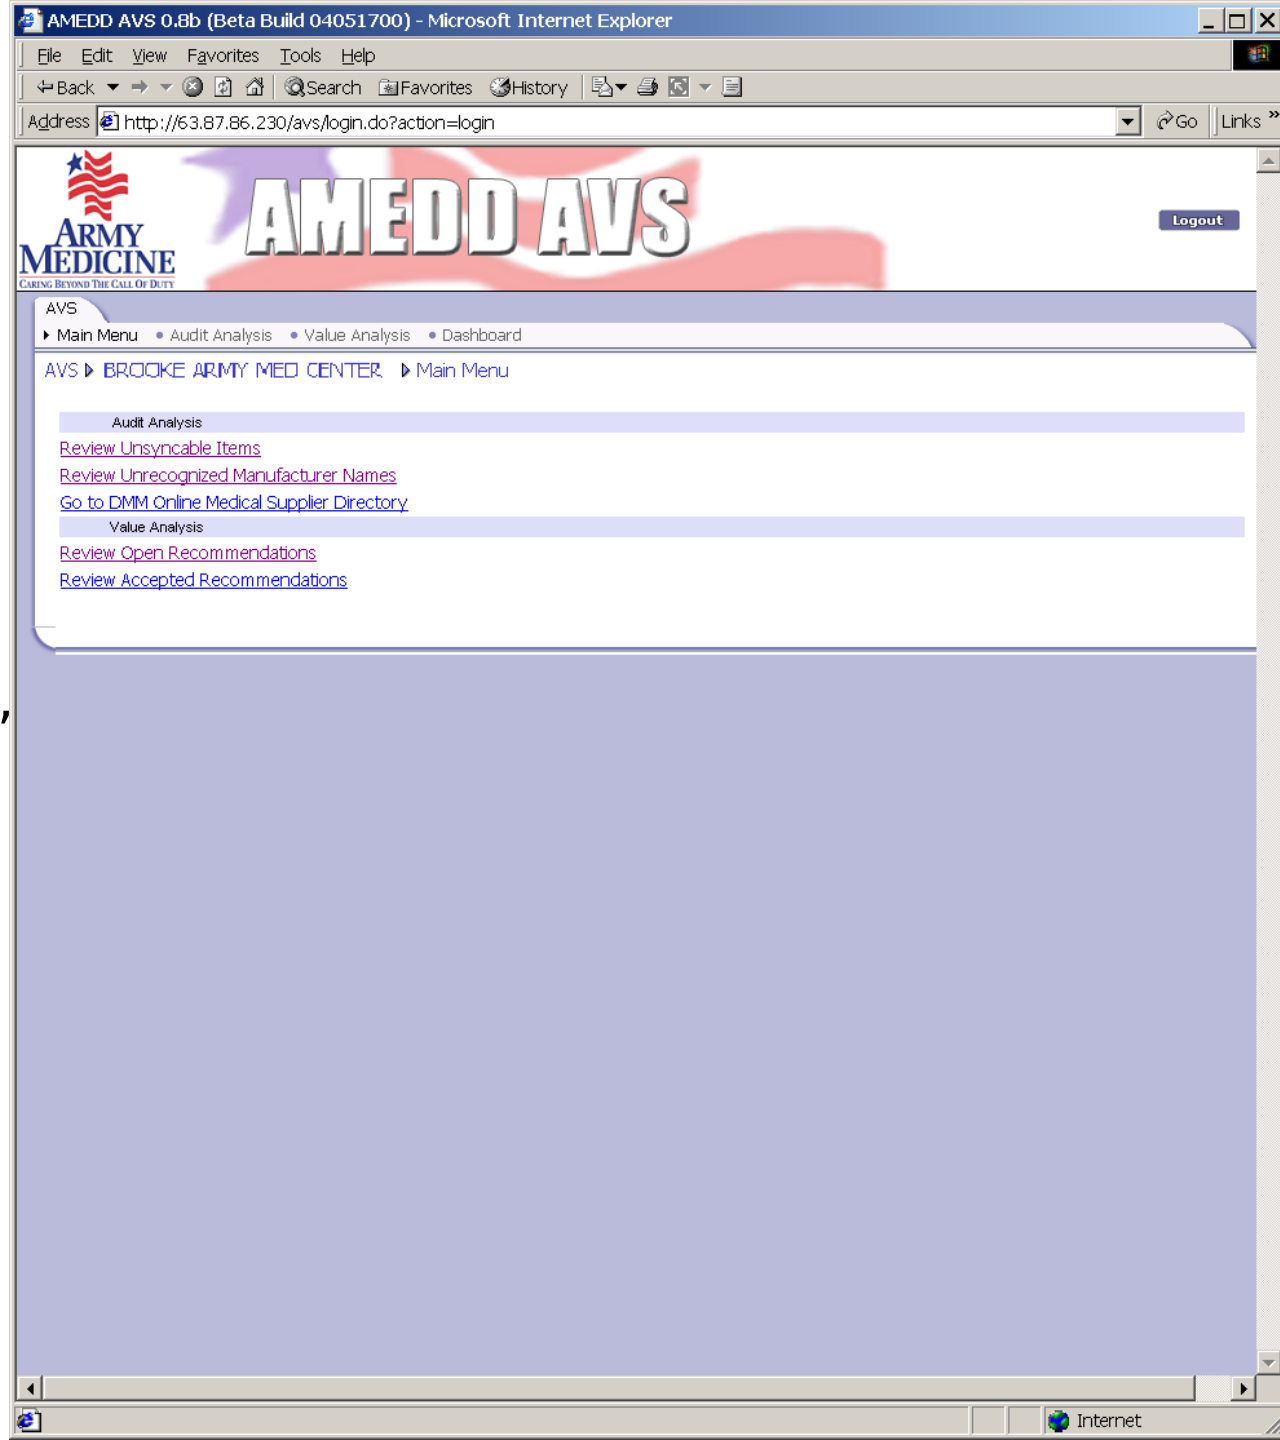 AMEDD AVS 0.8b (Beta Build 04051700) - Microsoft Internet Explorer
File Edit View Favorites Tools Help
Back Search Favorites History
Address http://63.87.86.230/avs/login.do?action=login Go Links »
ARMY
MEDICINE
CARING BEYOND THE CALL OF DUTY
AMEDD AVS
Logout
AVS
Main Menu • Audit Analysis • Value Analysis • Dashboard
AVS BROOKE ARMY MED CENTER Main Menu
Audit Analysis
Review Unsyncable Items
Review Unrecognized Manufacturer Names
Go to DMM Online Medical Supplier Directory
Value Analysis
Review Open Recommendations
Review Accepted Recommendations
,
Internet